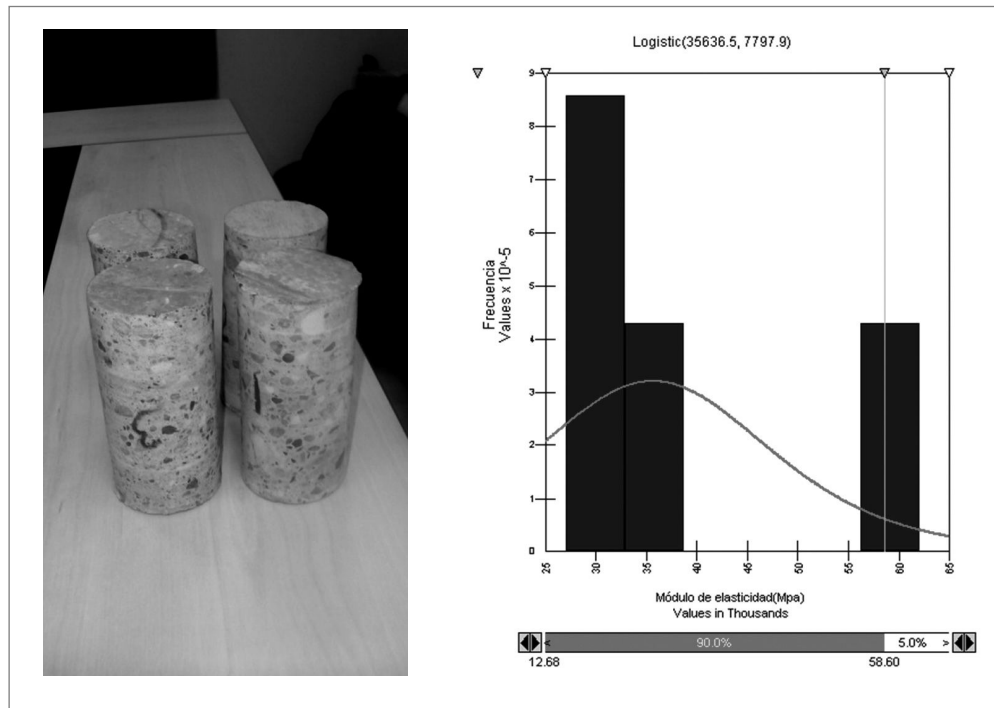 Logistic(35636.5, 7797.9)
9
8
7
6
5
4
3
2
1
0
Frecuencia
Values x 10^-5
25 30 35 40 45 50 55 60 65
Módulo de elasticidad(Mpa)
Values in Thousands
< 90.0% 5.0% >
12.68 58.60